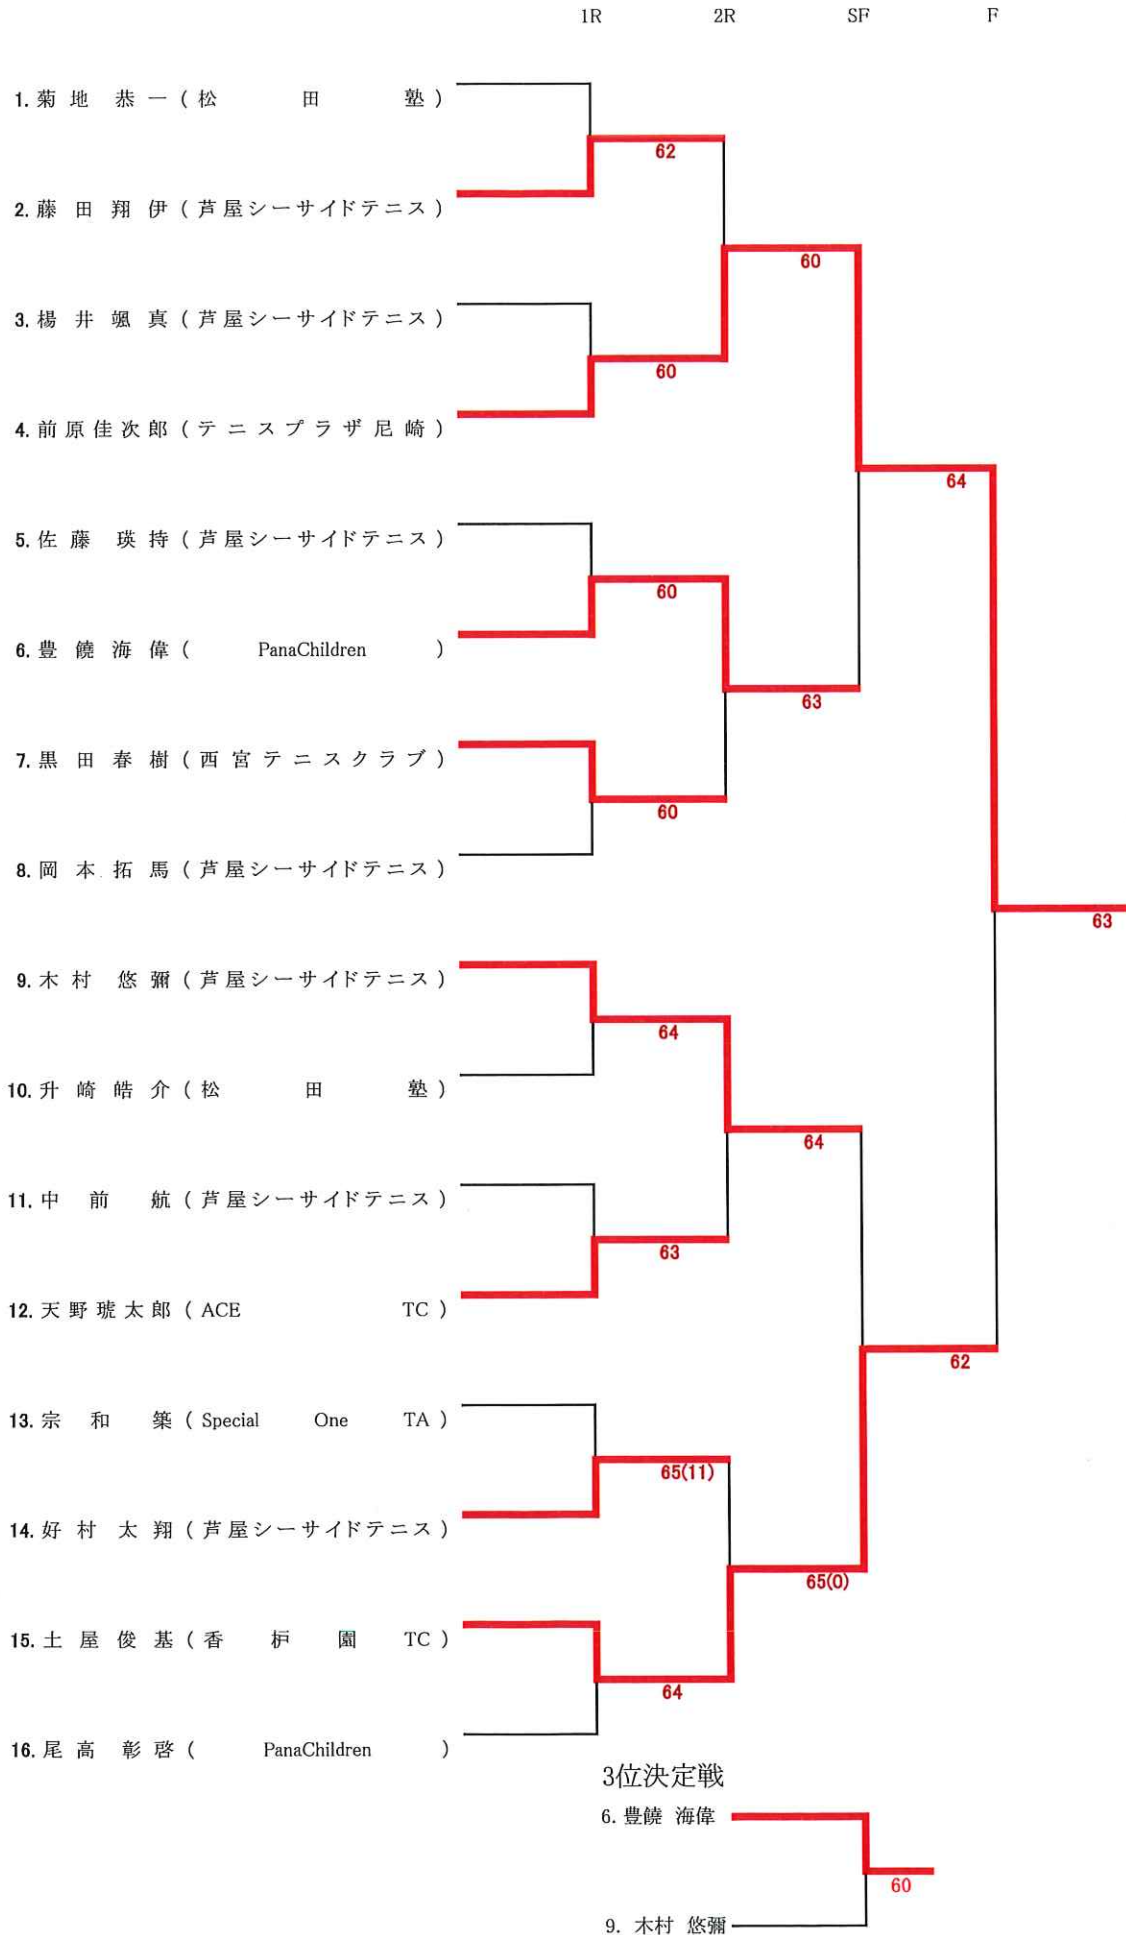 1R 2R SF F
1. 菊地 恭一 (松田塾)
62
2. 藤田翔伊 (芦屋シーサイドテニス)
60
3. 楊井颯真 (芦屋シーサイドテニス)
60
4. 前原佳次郎 (テニスプラザ尼崎)
64
5. 佐藤 瑛持 (芦屋シーサイドテニス)
60
6. 豊饒海偉 (PanaChildren)
63
7. 黒田春樹 (西宮テニスクラブ)
60
8. 岡本拓馬 (芦屋シーサイドテニス)
63
9. 木村 悠彌 (芦屋シーサイドテニス)
64
10. 升崎皓介 (松田塾)
64
11. 中前 航 (芦屋シーサイドテニス)
63
12. 天野琥太郎 (ACE TC)
62
13. 宗和 築 (Special One TA)
65(11)
14. 好村太翔 (芦屋シーサイドテニス)
65(0)
15. 土屋俊基 (香枦園 TC)
64
16. 尾高 彰啓 (PanaChildren)
3位決定戦
6. 豊饒 海偉
60
9. 木村 悠彌